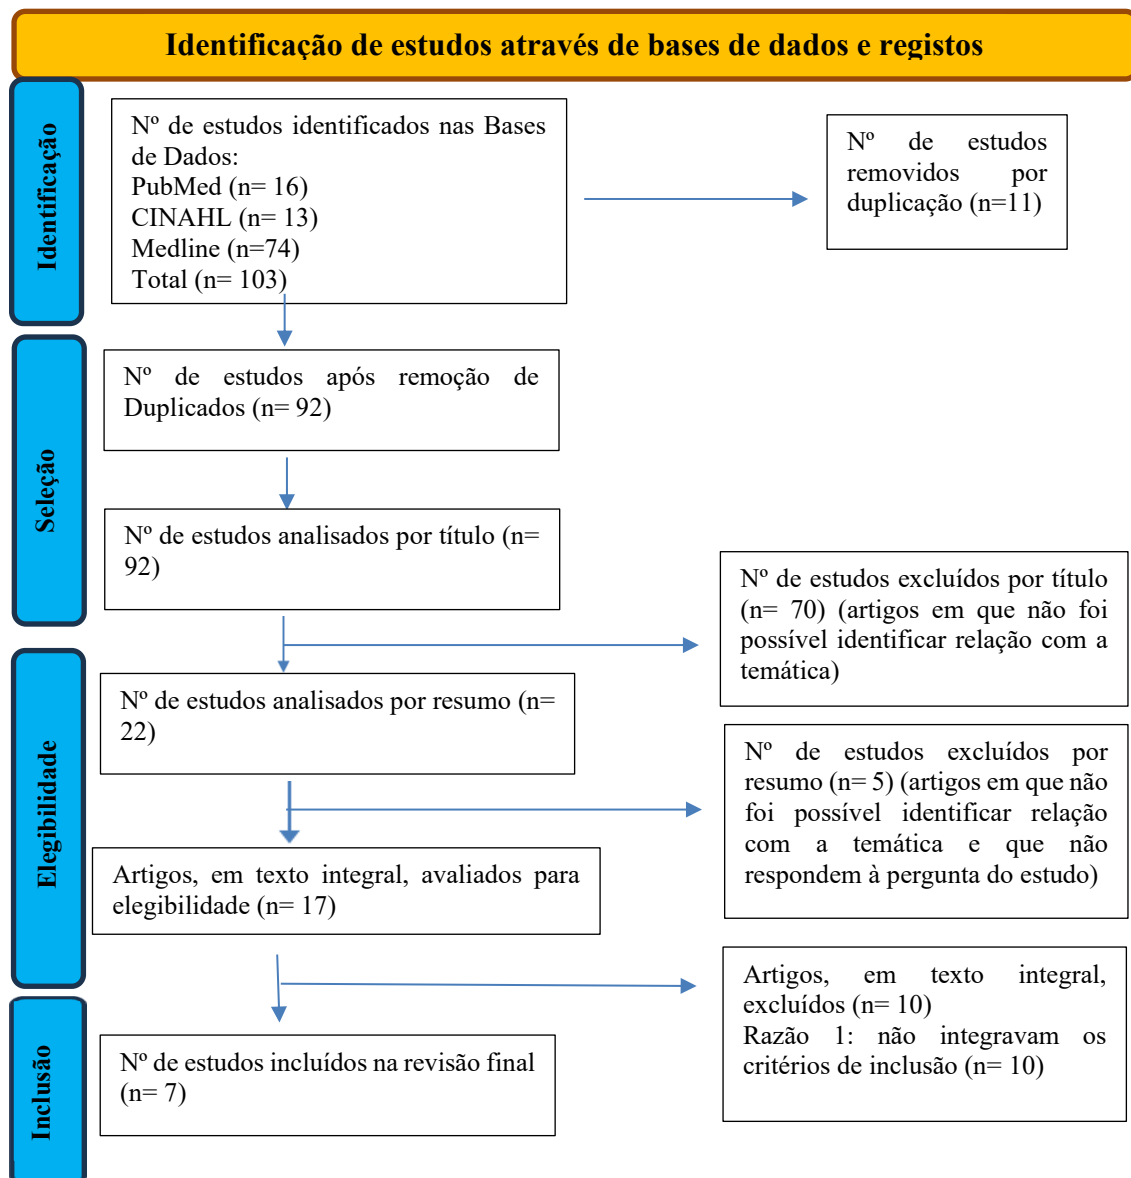 Identificação de estudos através de bases de dados e registos
Identificação
Nº de estudos identificados nas Bases
de Dados:
PubMed (n= 16)
CINAHL (n= 13)
Medline (n=74)
Total (n= 103)
Nº de estudos
removidos por
duplicação (n=11)
Seleção
Nº de estudos após remoção de
Duplicados (n= 92)
Nº de estudos analisados por título (n=
92)
Nº de estudos excluídos por título
(n= 70) (artigos em que não foi
possível identificar relação com a
temática)
Elegibilidade
Nº de estudos analisados por resumo (n=
22)
Nº de estudos excluídos por
resumo (n= 5) (artigos em que não
foi possível identificar relação
com a temática e que não
respondem à pergunta do estudo)
Artigos, em texto integral, avaliados para
elegibilidade (n= 17)
Artigos, em texto integral,
excluídos (n= 10)
Razão 1: não integravam os
critérios de inclusão (n= 10)
Inclusão
Nº de estudos incluídos na revisão final
(n= 7)